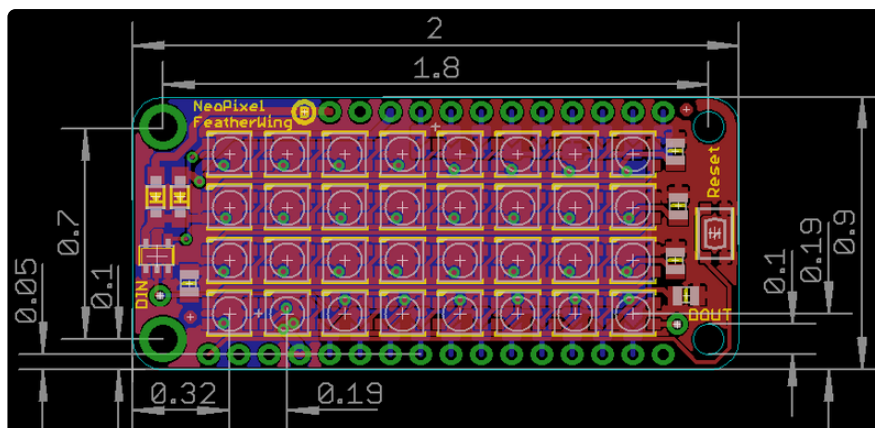 2
1.8
NeoPixel
FeatherWing
Reset
0.7
0.9
0.19
0.1
0.05
0.1
DIN
DOUT
0.32
0.19